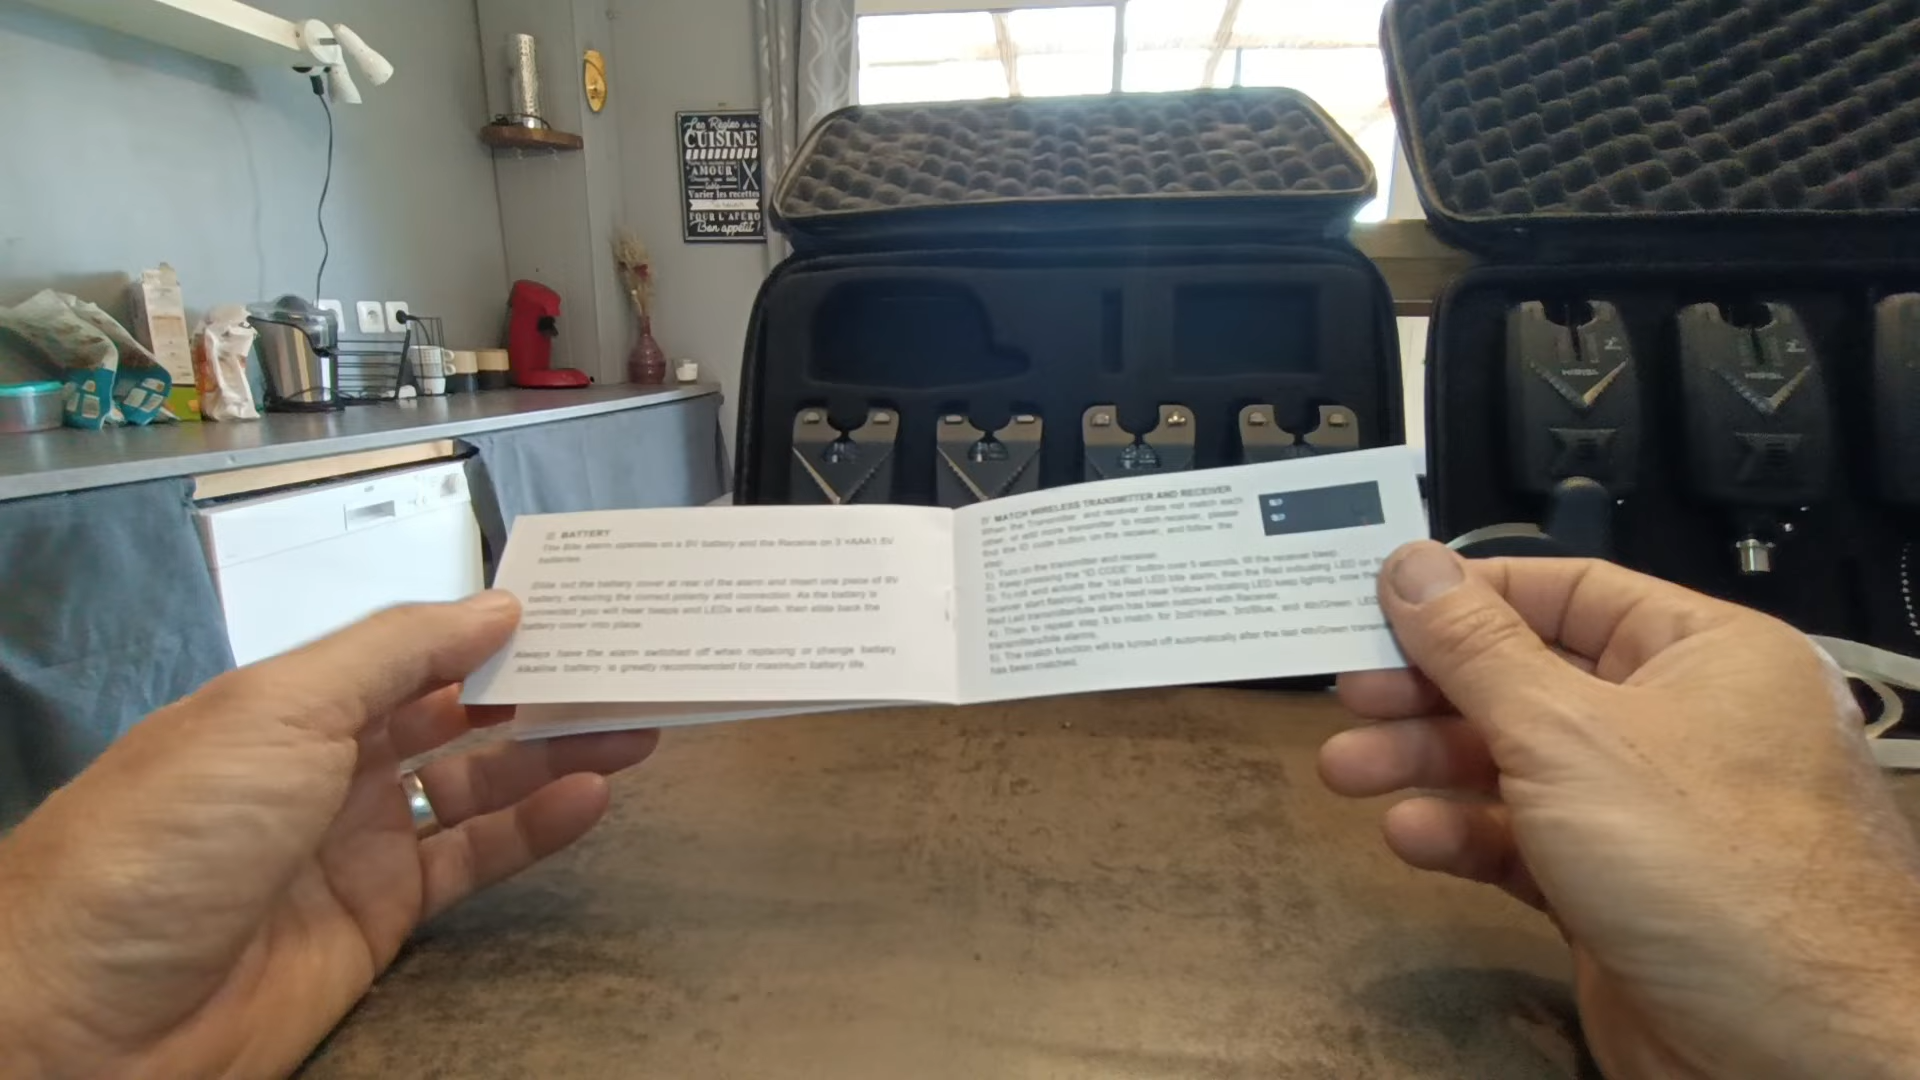 Les Règles de la
CUISINE
AMOUR
Varier les recettes
POUR L'APÉRO
Bon appétit !
BATTERY
The Bite alarm operates on a 9V battery and the Receive on 3 XAAA1.5V
batteries
Slide out the battery cover at rear of the alarm and insert one piece of 9V
battery, ensuring the correct polarity and connection. As the battery is
connected you will hear beeps and LEDs will flash, then slide back the
battery cover into place.
Always have the alarm switched off when replacing or change battery
Alkaline battery is greatly recommended for maximum battery life.
MATCH WIRELESS TRANSMITTER AND RECEIVER
When the Transmitter and receiver does not match each
other, or add more transmitter to match receiver, please
find the ID code button on the receiver, and follow the
step:
1) Turn on the transmitter and receiver.
2) Keep pressing the "ID CODE" button over 5 seconds, till the receiver beep.
3) To roll and activate the 1st Red LED bite alarm, then the Red indicating LED on
receiver start flashing, and the next near Yellow indicating LED keep lighting, now the
Red Led transmitter/bite alarm has been matched with Receiver.
4) Then to repeat step 3 to match for 2nd/Yellow, 3rd/Blue, and 4th/Green LED
transmitters/bite alarms.
5) The match function will be turned off automatically after the last 4th/Green
has been matched.